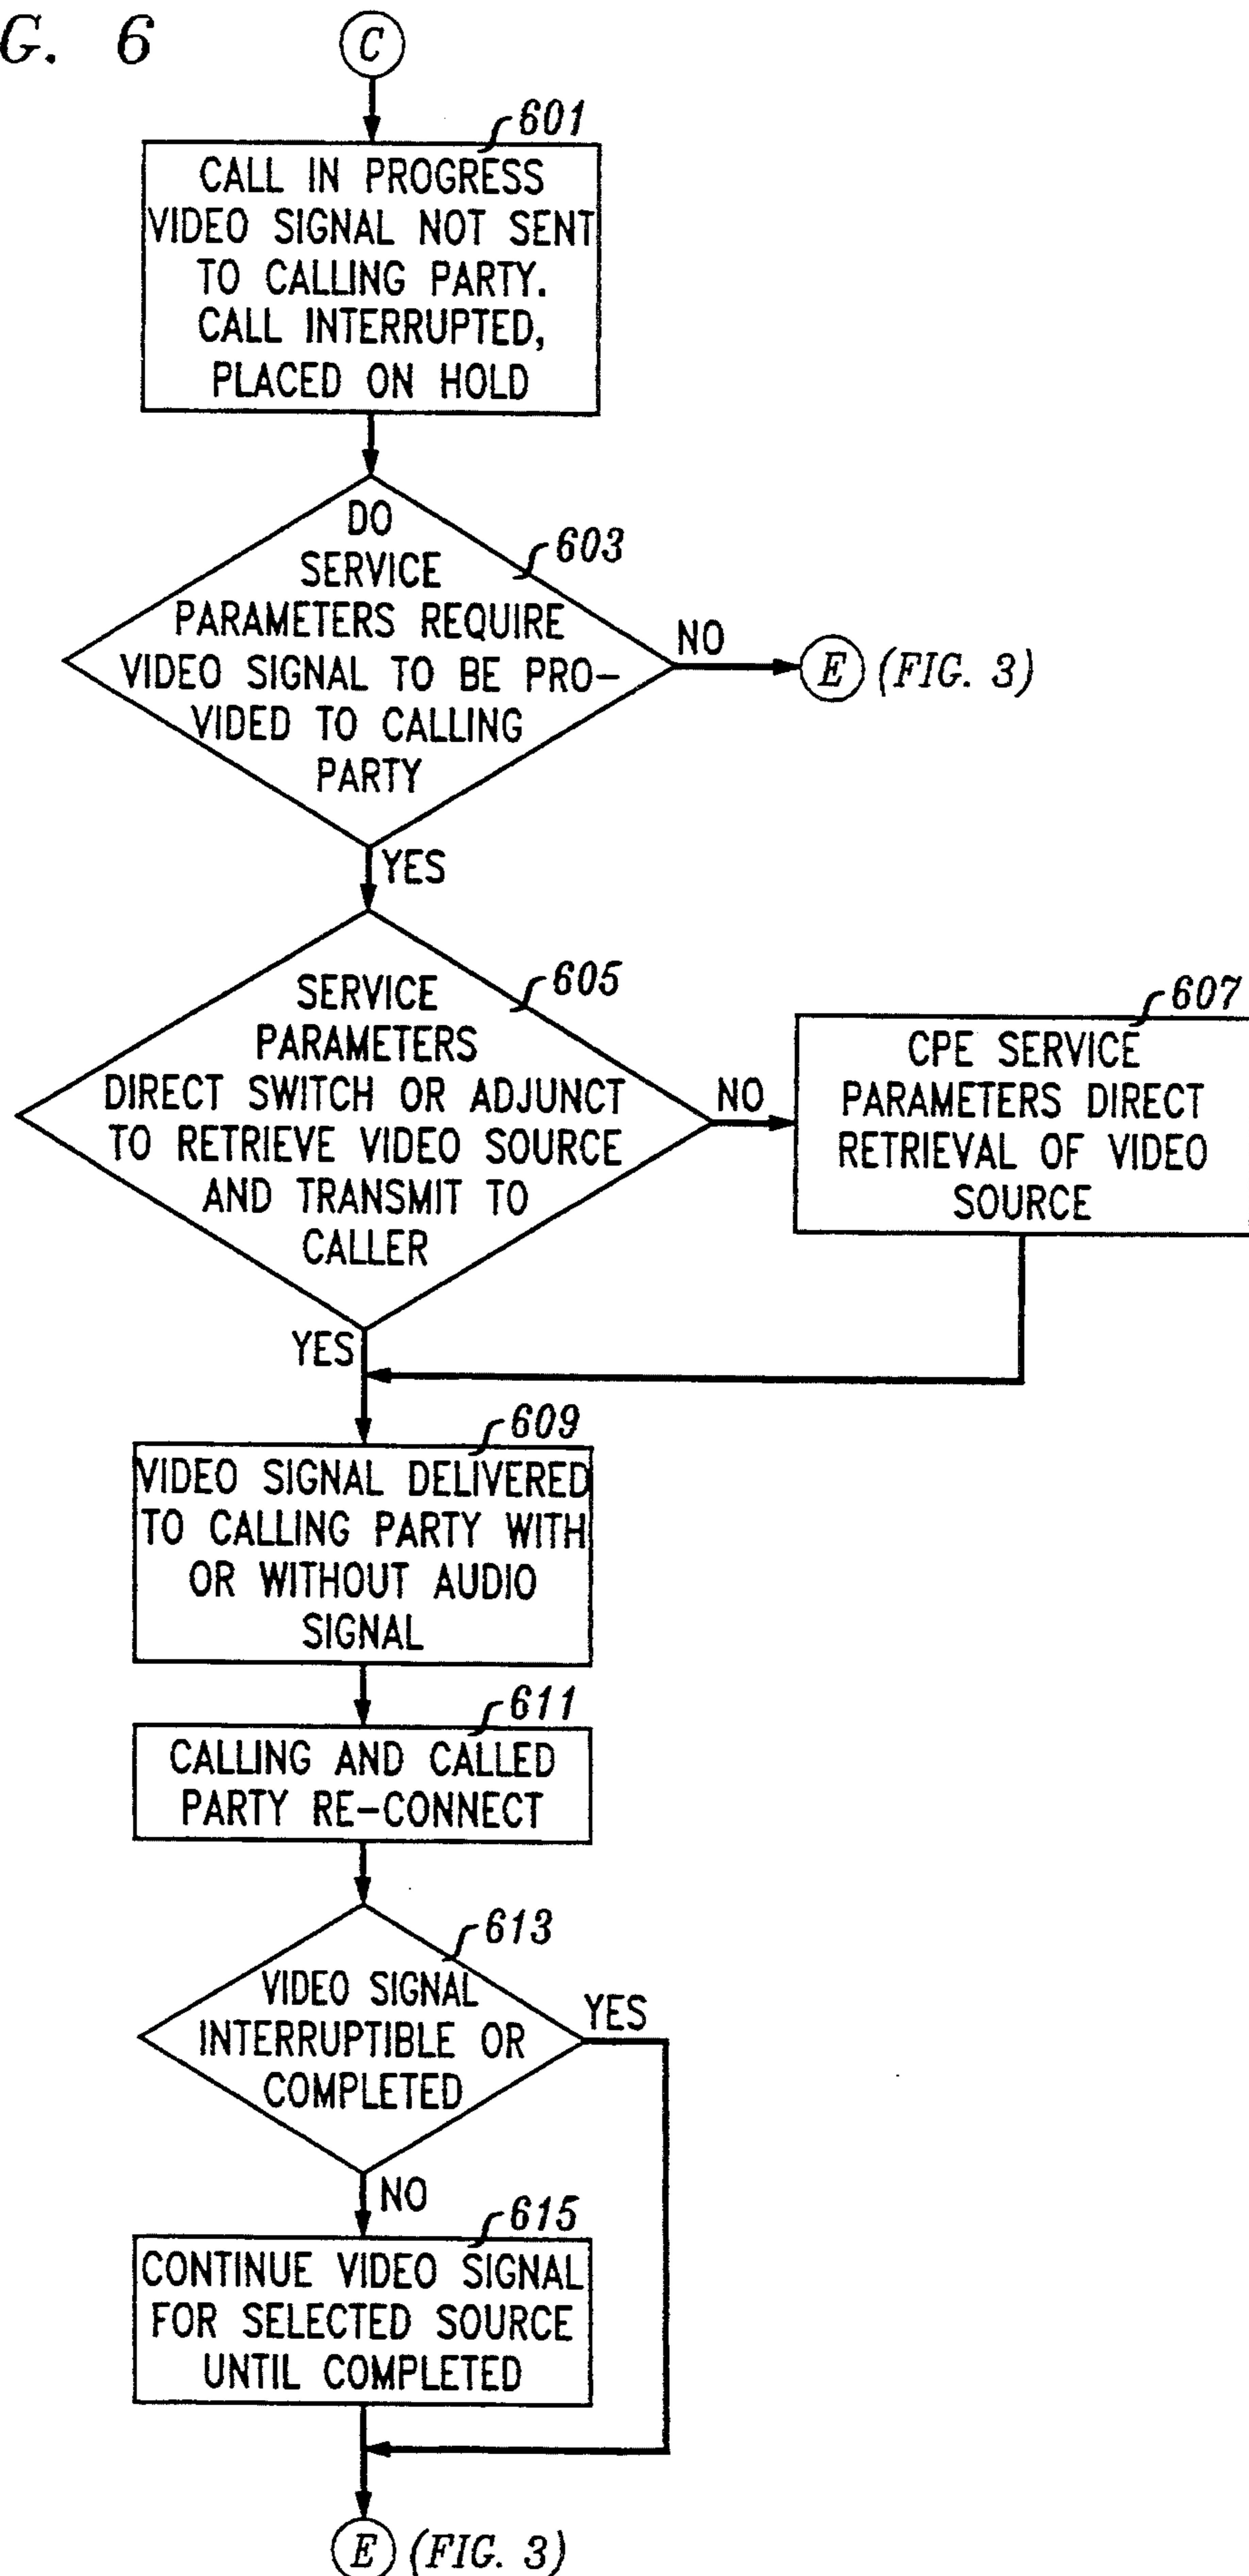 G. 6
C
601
CALL IN PROGRESS
VIDEO SIGNAL NOT SENT
TO CALLING PARTY.
CALL INTERRUPTED,
PLACED ON HOLD
603
DO
SERVICE
PARAMETERS REQUIRE
VIDEO SIGNAL TO BE PRO-
VIDED TO CALLING
PARTY
NO
E (FIG. 3)
YES
605
SERVICE
PARAMETERS
DIRECT SWITCH OR ADJUNCT
TO RETRIEVE VIDEO SOURCE
AND TRANSMIT TO
CALLER
NO
607
CPE SERVICE
PARAMETERS DIRECT
RETRIEVAL OF VIDEO
SOURCE
YES
609
VIDEO SIGNAL DELIVERED
TO CALLING PARTY WITH
OR WITHOUT AUDIO
SIGNAL
611
CALLING AND CALLED
PARTY RE-CONNECT
613
VIDEO SIGNAL
INTERRUPTIBLE OR
COMPLETED
YES
NO
615
CONTINUE VIDEO SIGNAL
FOR SELECTED SOURCE
UNTIL COMPLETED
E (FIG. 3)